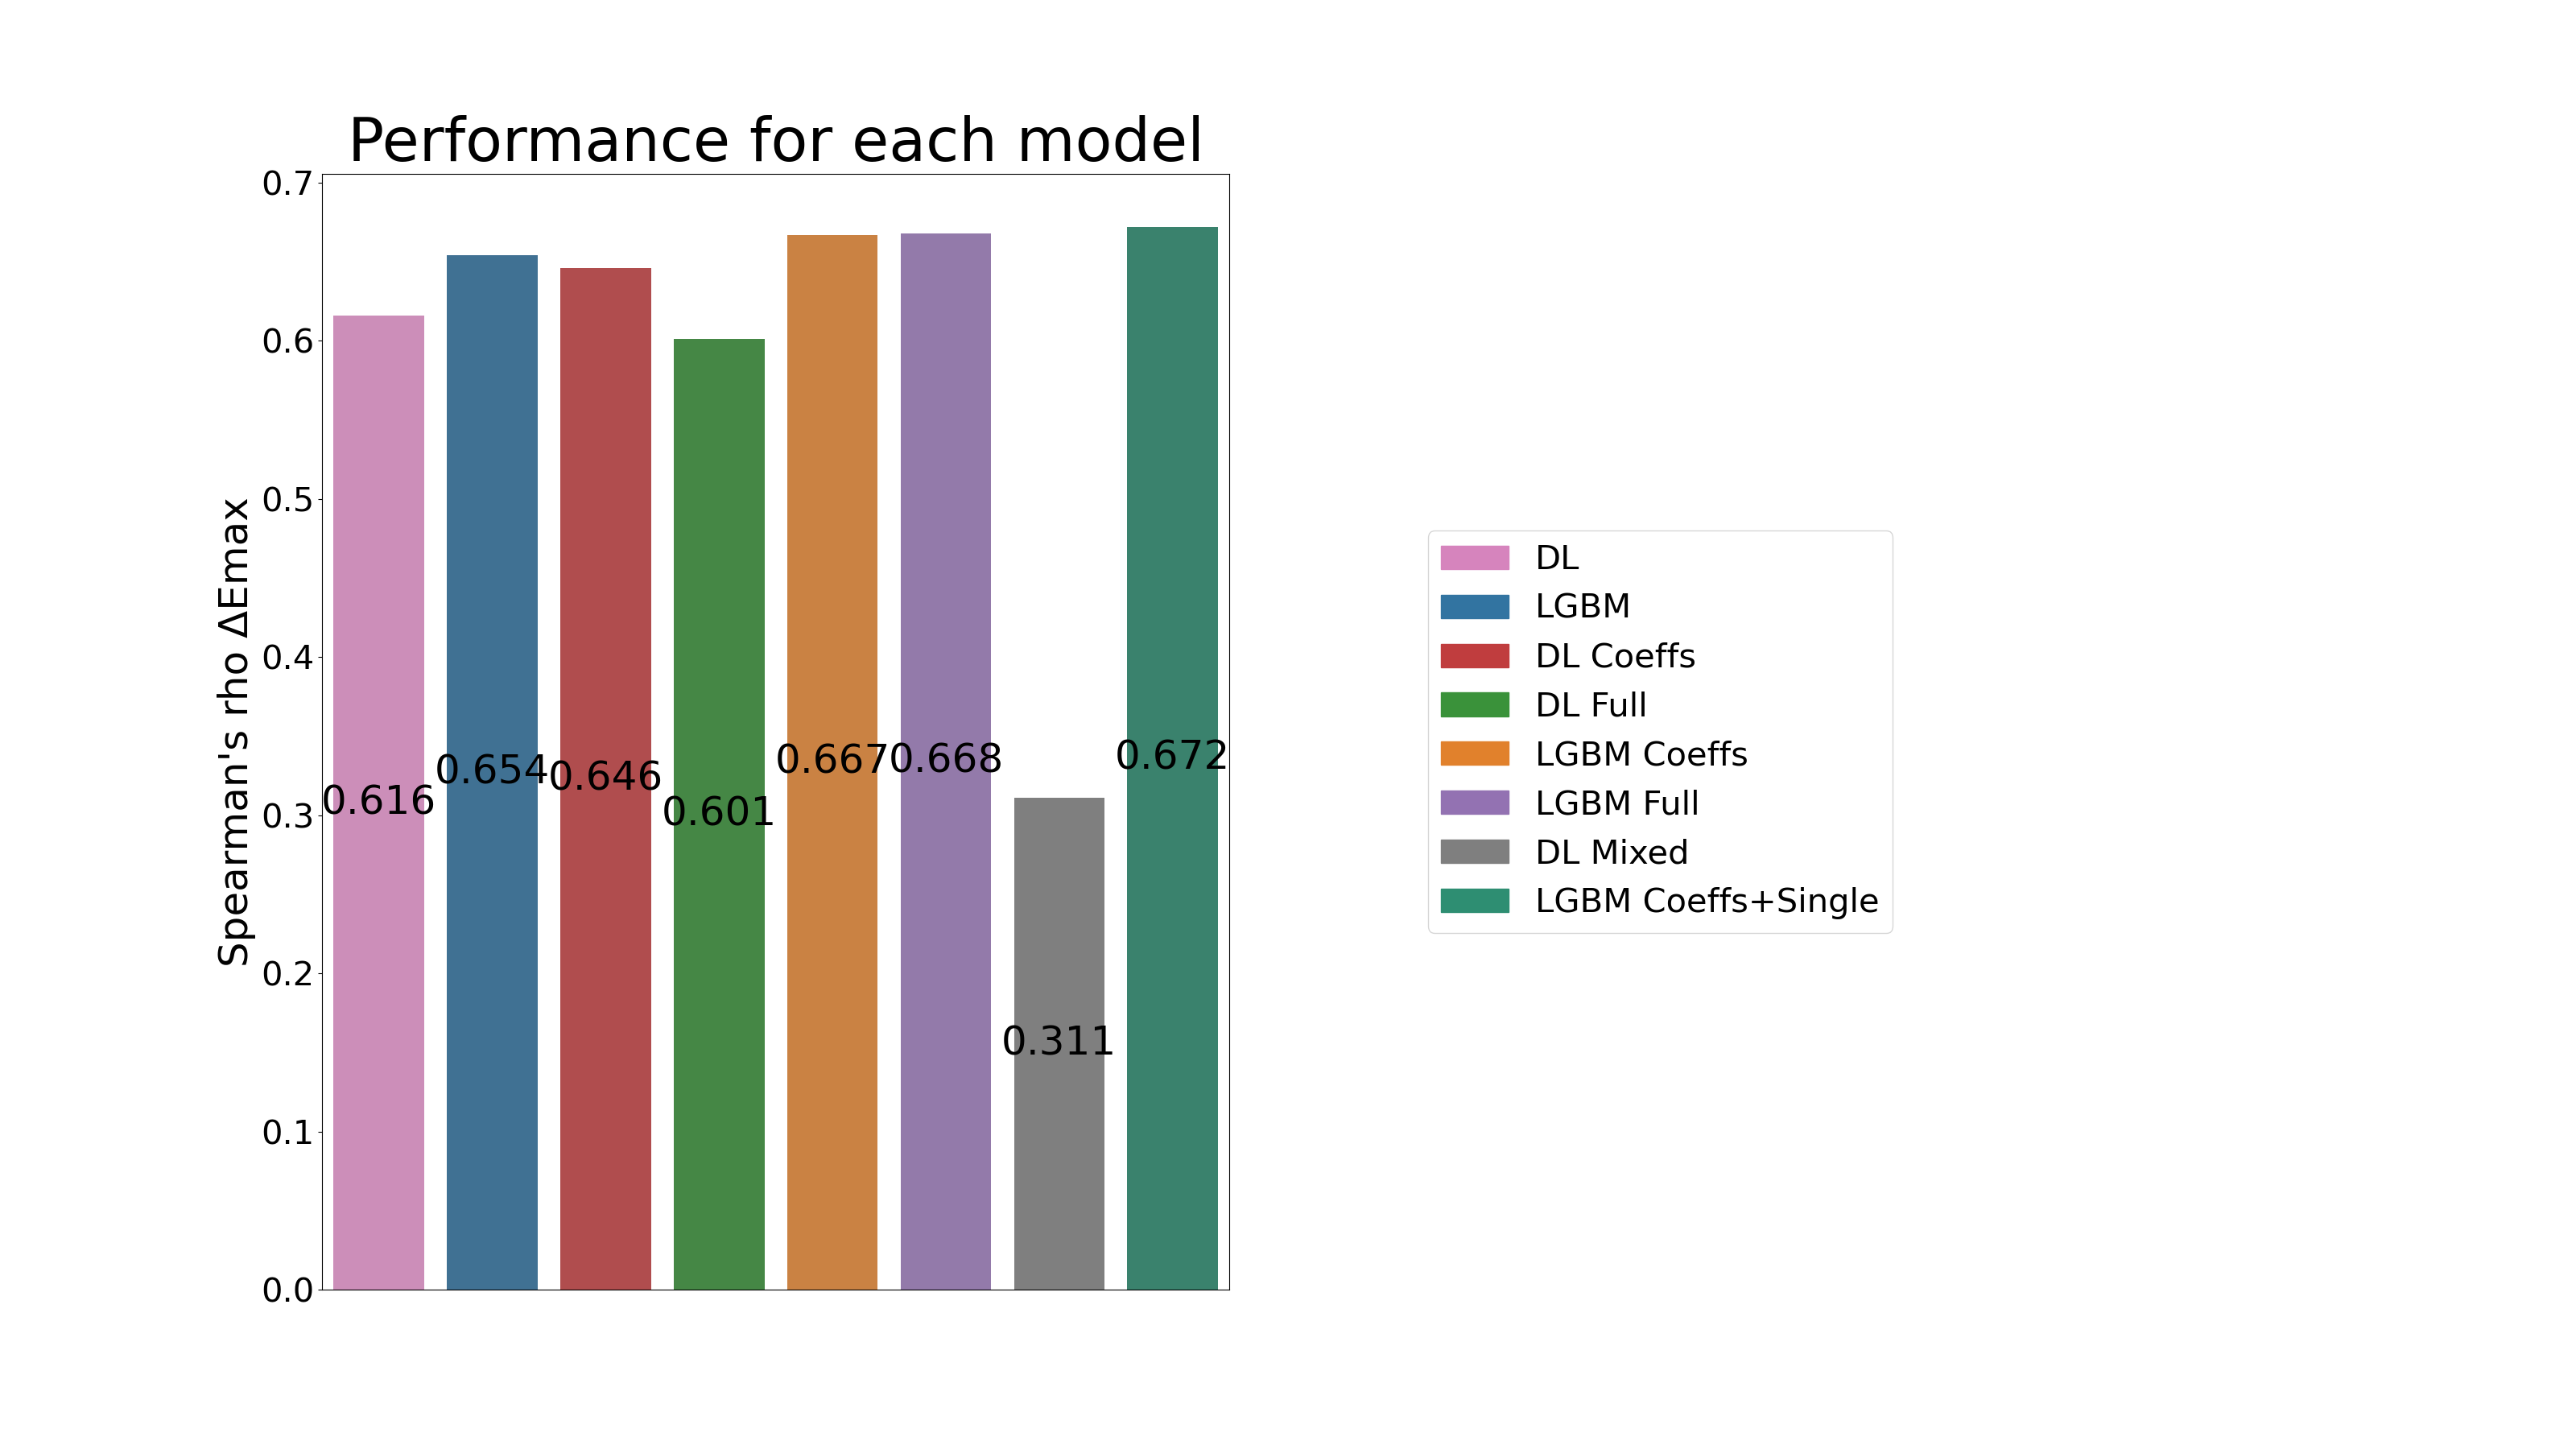 Performance for each model
Spearman's rho ΔEmax
0.7
0.6
0.5
0.4
0.3
0.2
0.1
0.0
0.616
0.654
0.646
0.601
0.667
0.668
0.311
0.672
DL
LGBM
DL Coeffs
DL Full
LGBM Coeffs
LGBM Full
DL Mixed
LGBM Coeffs+Single